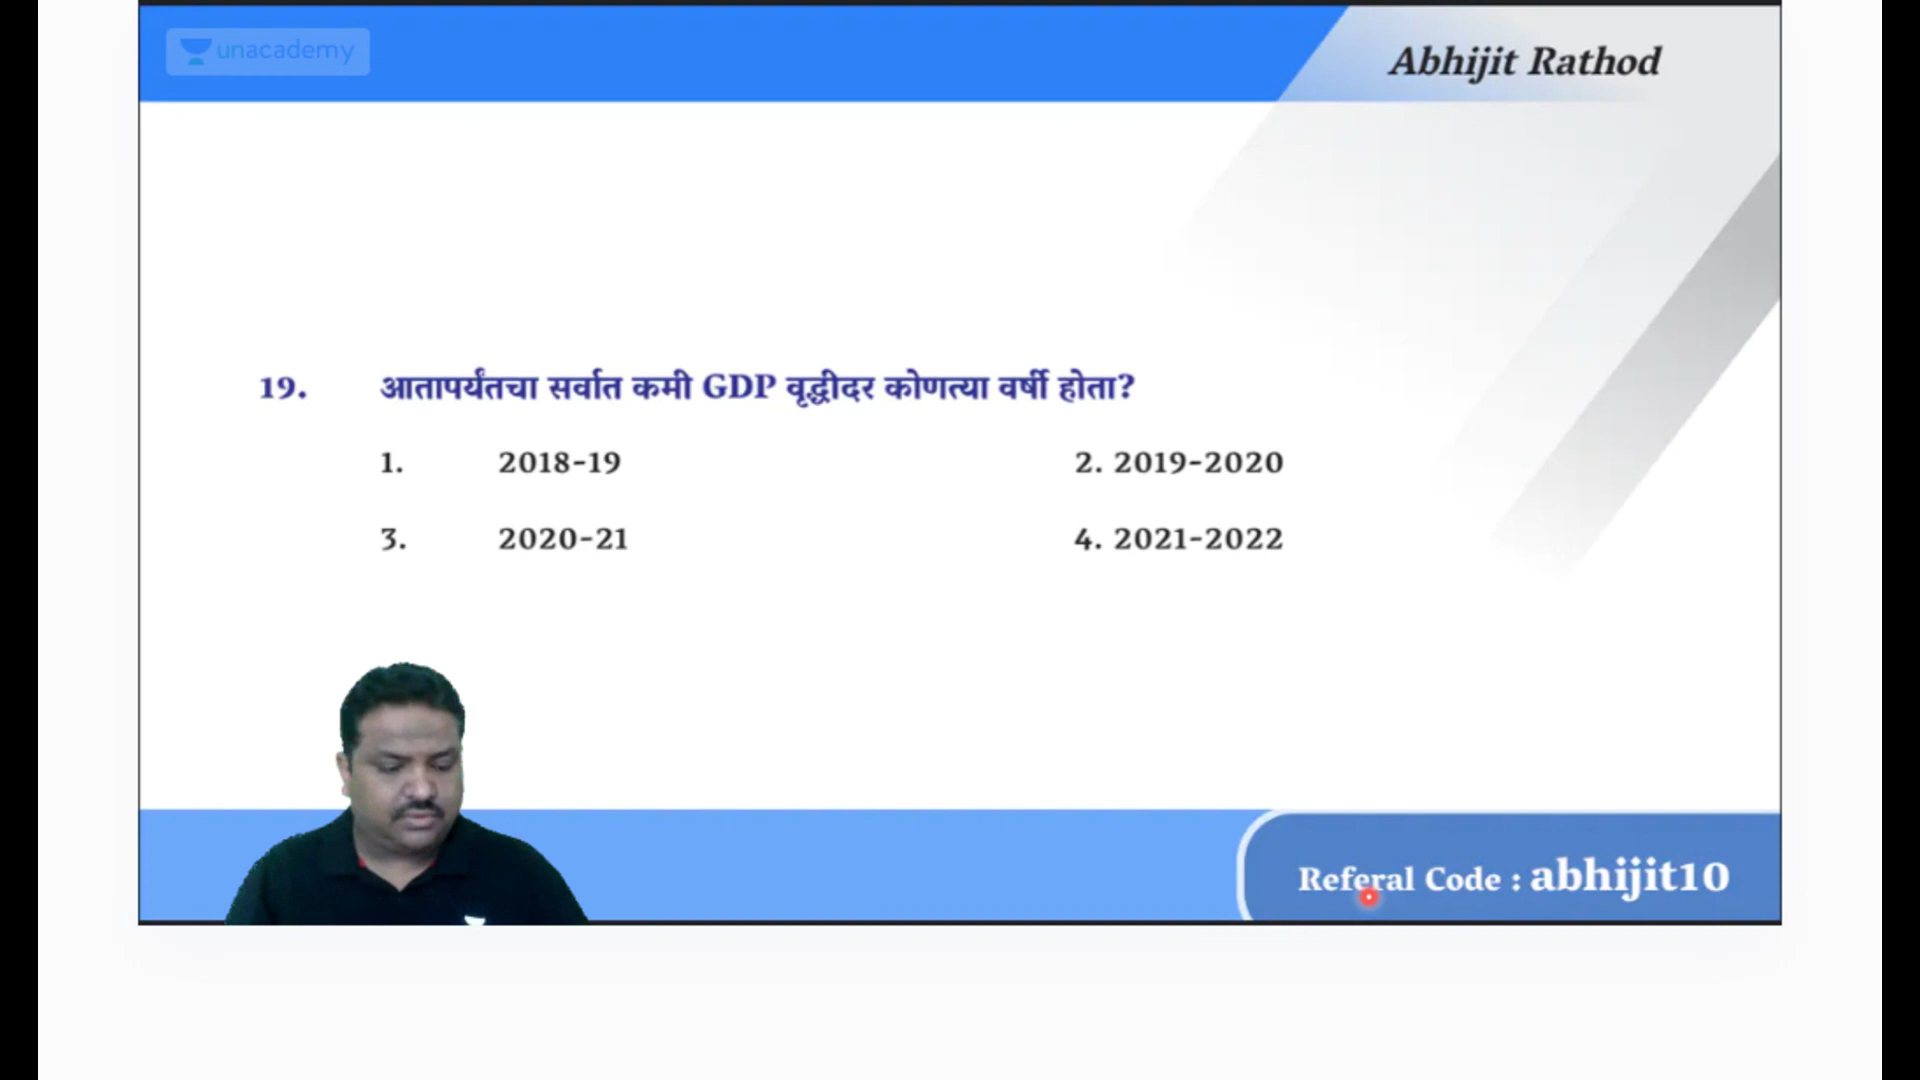 unacademy
Abhijit Rathod
19. आतापर्यंतचा सर्वात कमी GDP वृद्धीदर कोणत्या वर्षी होता?
1. 2018-19 2. 2019-2020
3. 2020-21 4. 2021-2022
Referal Code : abhijit10